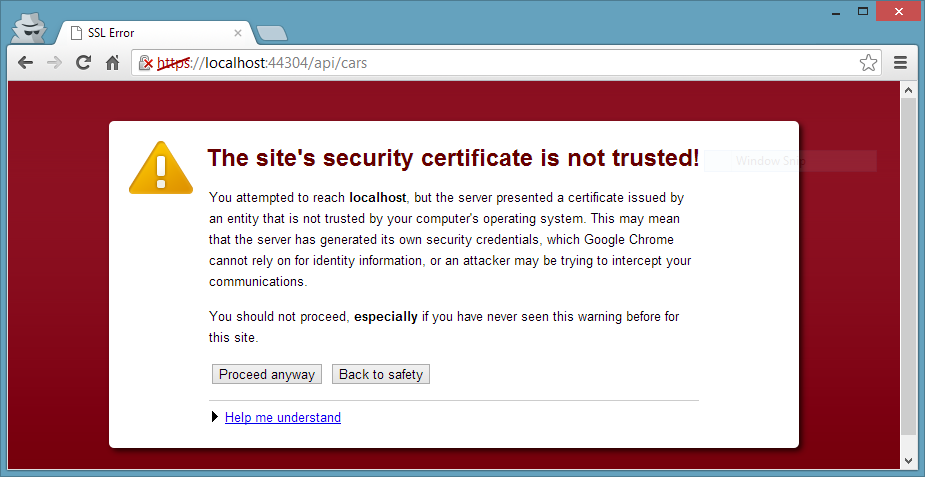 SSL Error
https://localhost:44304/api/cars
The site's security certificate is not trusted!
Window Snip
You attempted to reach localhost, but the server presented a certificate issued by
an entity that is not trusted by your computer's operating system. This may mean
that the server has generated its own security credentials, which Google Chrome
cannot rely on for identity information, or an attacker may be trying to intercept your
communications.
You should not proceed, especially if you have never seen this warning before for
this site.
Proceed anyway Back to safety
Help me understand